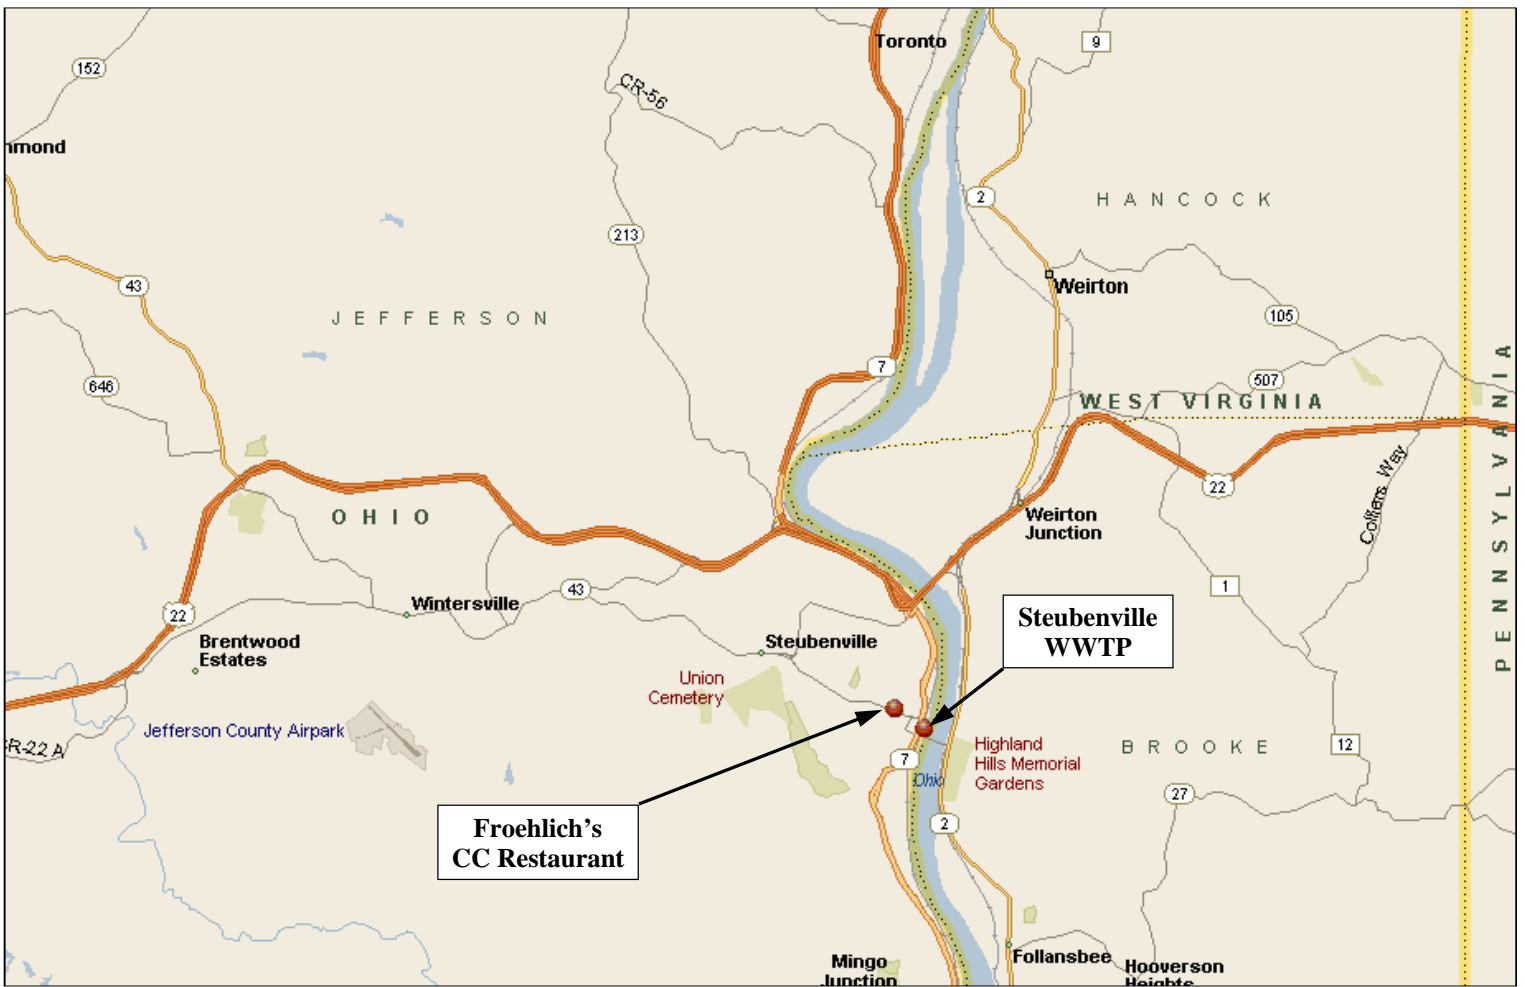 Toronto
9
152
CR-56
mond
2
HANCOCK
213
43
Weirton
105
JEFFERSON
7
646
507
WEST VIRGINIA
PENNSYLVANIA
22
Colliers Way
OHIO
Weirton
Junction
43
1
Wintersville
22
Steubenville
WWTP
Brentwood
Estates
Steubenville
Union
Cemetery
Jefferson County Airpark
CR-22 A
Highland
Hills Memorial
Gardens
BROOKE
12
7
Ohio
27
2
Froehlich's
CC Restaurant
Follansbee
Mingo
Junction
Hooverson
Heights